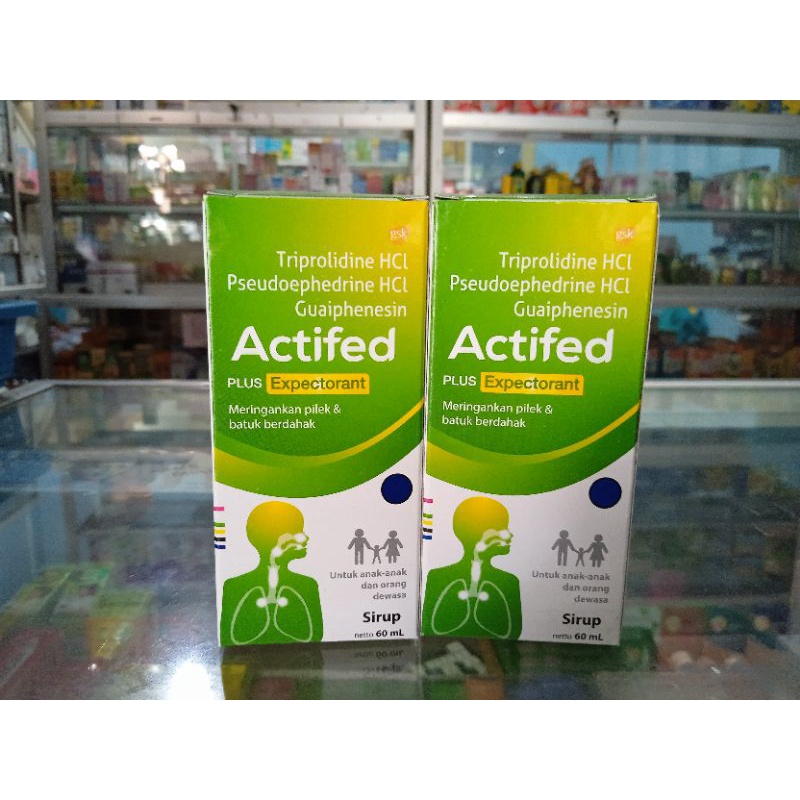 gsk
Triprolidine HCl
Pseudoephedrine HCl
Guaiphenesin
Actifed
PLUS Expectorant
Meringankan pilek &
batuk berdahak
Untuk anak-anak
dan orang
dewasa
Sirup
netto 60 mL
gsk
Triprolidine HCl
Pseudoephedrine HCl
Guaiphenesin
Actifed
PLUS Expectorant
Meringankan pilek &
batuk berdahak
Untuk anak-anak
dan orang
dewasa
Sirup
netto 60 mL